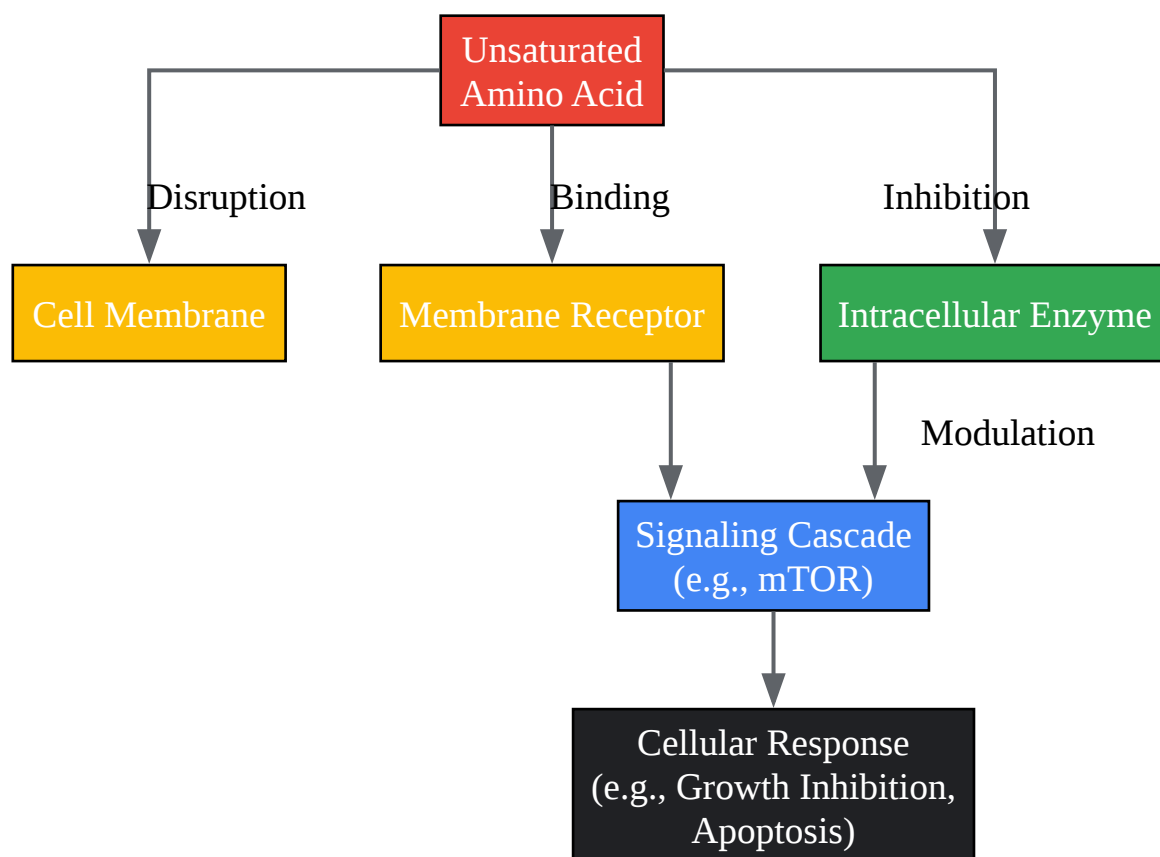 Unsaturated
Amino Acid
Disruption
Binding
Inhibition
Cell Membrane
Membrane Receptor
Intracellular Enzyme
Modulation
Signaling Cascade
(e.g., mTOR)
Cellular Response
(e.g., Growth Inhibition,
Apoptosis)